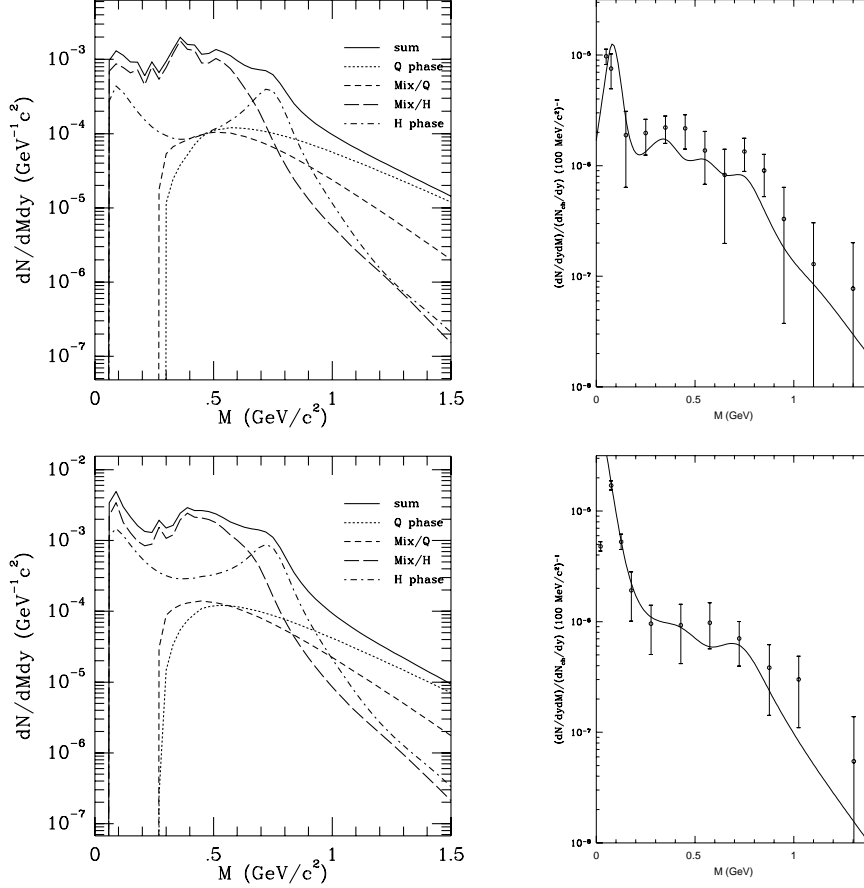 dN/dMdy (GeV⁻¹c²)
10⁻³
10⁻⁴
10⁻⁵
10⁻⁶
10⁻⁷
sum
Q phase
Mix/Q
Mix/H
H phase
0 .5 1 1.5
M (GeV/c²)
(dN/dydM)/(dN_ch/dy) (100 MeV/c²)⁻¹
10⁻⁵
10⁻⁶
10⁻⁷
10⁻⁸
0 0.5 1
M (GeV)
dN/dMdy (GeV⁻¹c²)
10⁻²
10⁻³
10⁻⁴
10⁻⁵
10⁻⁶
10⁻⁷
sum
Q phase
Mix/Q
Mix/H
H phase
0 .5 1 1.5
M (GeV/c²)
(dN/dydM)/(dN_ch/dy) (100 MeV/c²)⁻¹
10⁻⁵
10⁻⁶
10⁻⁷
10⁻⁸
0 0.5 1
M (GeV)